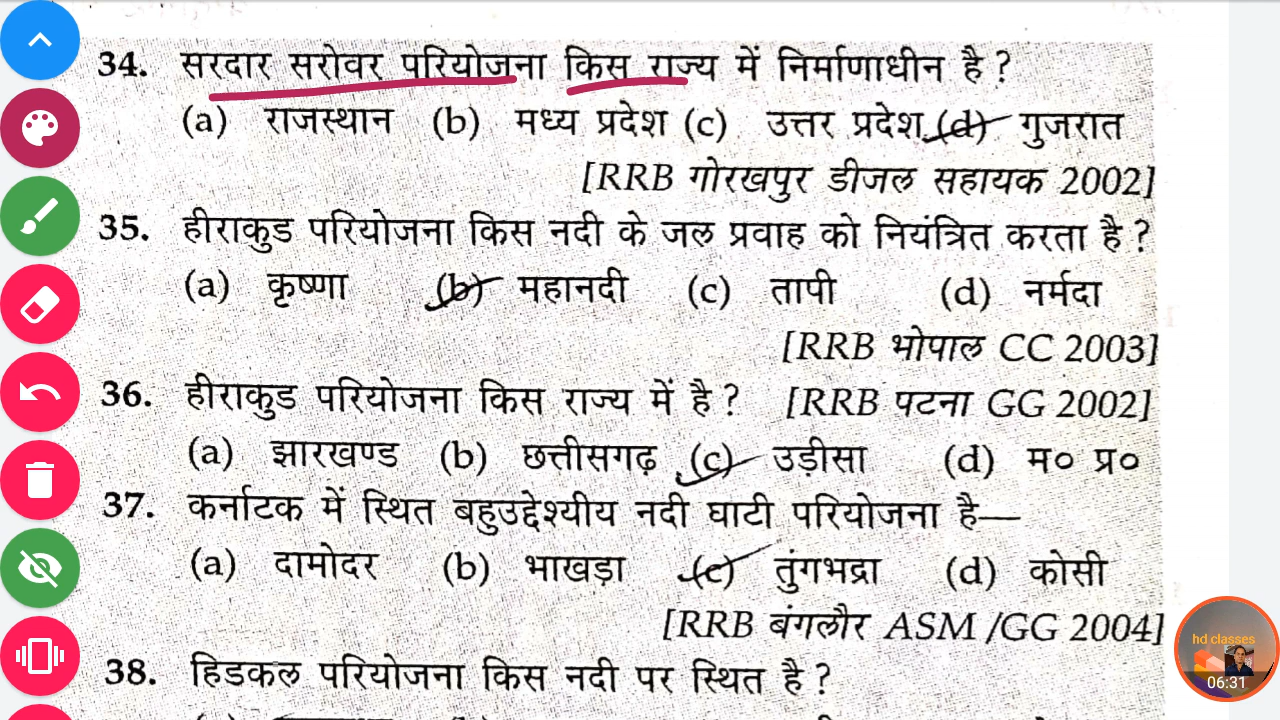 34. सरदार सरोवर परियोजना किस राज्य में निर्माणाधीन है ?
(a) राजस्थान (b) मध्य प्रदेश (c) उत्तर प्रदेश (d) गुजरात
[RRB गोरखपुर डीजल सहायक 2002]
35. हीराकुड परियोजना किस नदी के जल प्रवाह को नियंत्रित करता है ?
(a) कृष्णा (b) महानदी (c) तापी (d) नर्मदा
[RRB भोपाल CC 2003]
36. हीराकुड परियोजना किस राज्य में है ? [RRB पटना GG 2002]
(a) झारखण्ड (b) छत्तीसगढ़ (c) उड़ीसा (d) म० प्र०
37. कर्नाटक में स्थित बहुउद्देश्यीय नदी घाटी परियोजना है—
(a) दामोदर (b) भाखड़ा (c) तुंगभद्रा (d) कोसी
[RRB बंगलौर ASM /GG 2004]
38. हिडकल परियोजना किस नदी पर स्थित है ?
hd classes
06:31